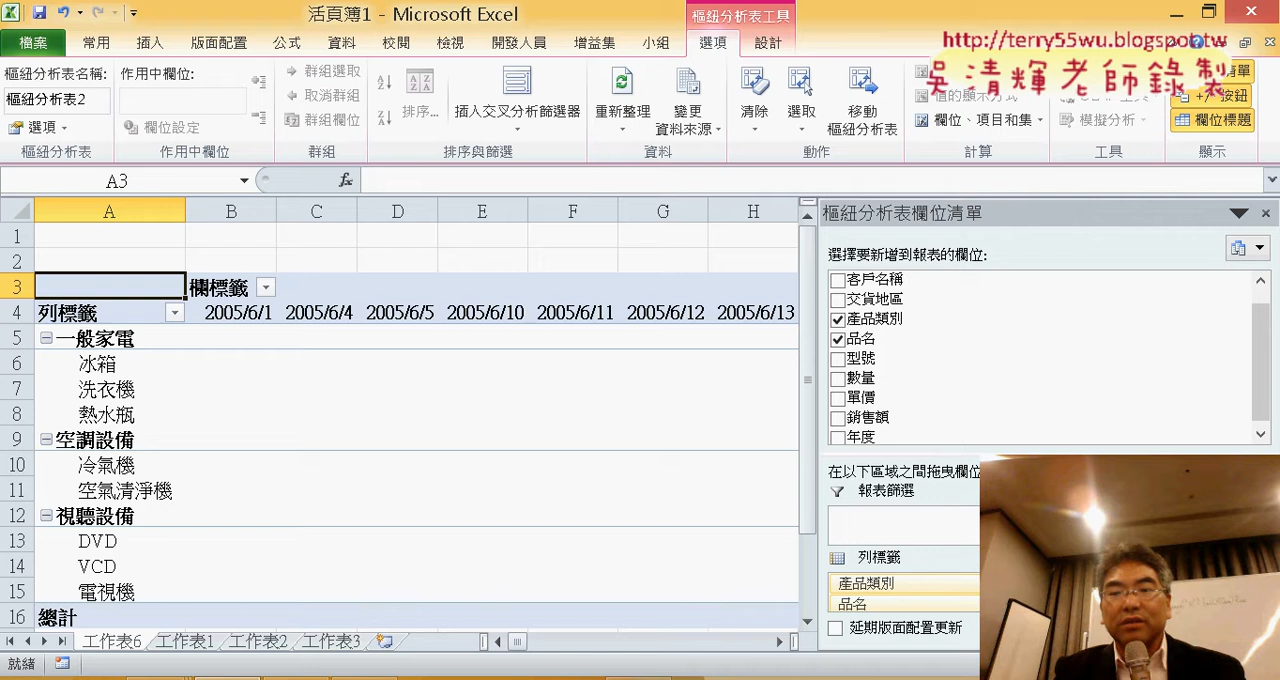 活頁簿1 - Microsoft Excel
樞紐分析表工具
檔案 常用 插入 版面配置 公式 資料 校閱 檢視 開發人員 增益集 小組 選項 設計
http://terry55wu.blogspot.tw
吳清輝老師錄製
樞紐分析表名稱:
樞紐分析表2
選項
樞紐分析表
作用中欄位:
欄位設定
作用中欄位
群組選取
取消群組
群組欄位
群組
排序...
插入交叉分析篩選器
排序與篩選
重新整理
變更
資料來源
資料
清除
選取
移動
樞紐分析表
動作
值的顯示方式
欄位、項目和集
計算
模擬分析
工具
清單
+/- 按鈕
欄位標題
顯示
A3
fx
A B C D E F G H
1
2
3 欄標籤
4 列標籤 2005/6/1 2005/6/4 2005/6/5 2005/6/10 2005/6/11 2005/6/12 2005/6/13
5 一般家電
6 冰箱
7 洗衣機
8 熱水瓶
9 空調設備
10 冷氣機
11 空氣清淨機
12 視聽設備
13 DVD
14 VCD
15 電視機
16 總計
工作表6 工作表1 工作表2 工作表3
就緒
樞紐分析表欄位清單
選擇要新增到報表的欄位:
客戶名稱
交貨地區
產品類別
品名
型號
數量
單價
銷售額
年度
在以下區域之間拖曳欄位
報表篩選
列標籤
產品類別
品名
延期版面配置更新